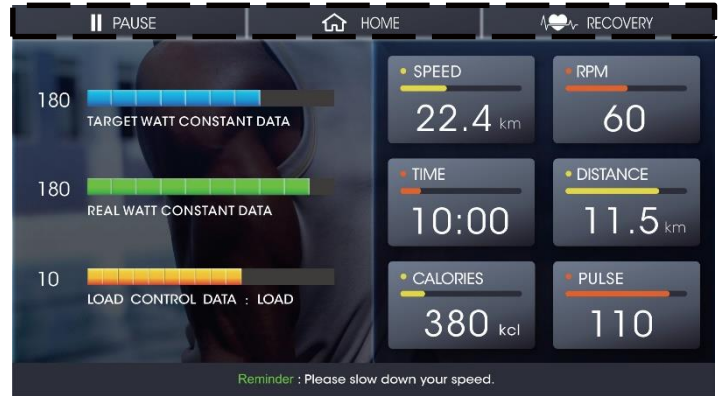 PAUSE
HOME
RECOVERY
180
TARGET WATT CONSTANT DATA
180
REAL WATT CONSTANT DATA
10
LOAD CONTROL DATA : LOAD
SPEED
22.4 km
RPM
60
TIME
10:00
DISTANCE
11.5 km
CALORIES
380 kcl
PULSE
110
Reminder : Please slow down your speed.